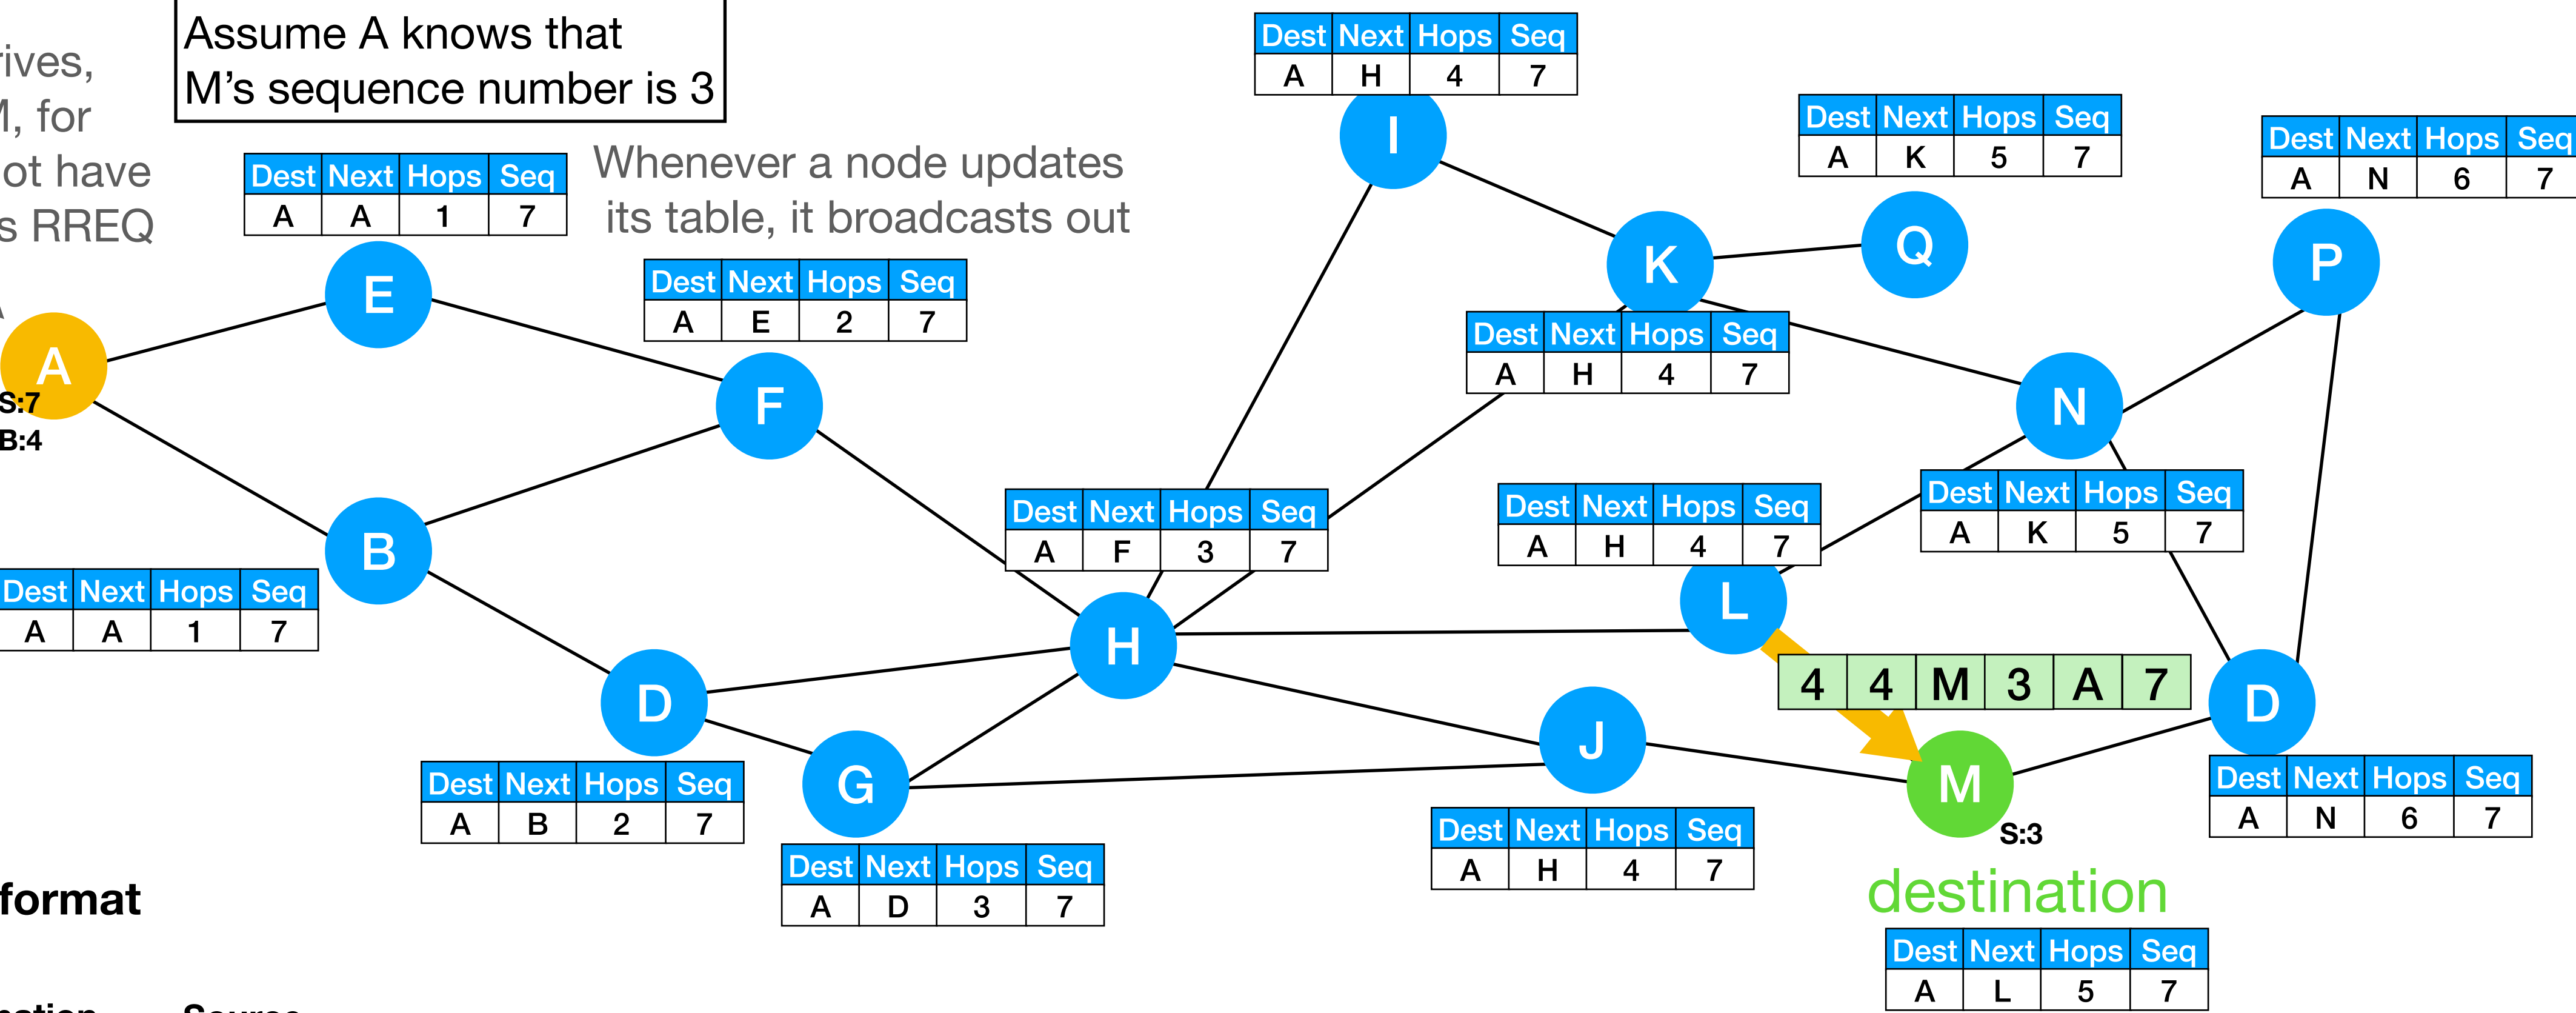 Assume A knows that
M's sequence number is 3
rives,
M, for
ot have
s RREQ
A
Whenever a node updates
its table, it broadcasts out
Dest Next Hops Seq
A H 4 7
I
Dest Next Hops Seq
A K 5 7
Q
Dest Next Hops Seq
A N 6 7
P
Dest Next Hops Seq
A A 1 7
E
Dest Next Hops Seq
A E 2 7
F
K
Dest Next Hops Seq
A H 4 7
A
S:7
B:4
N
Dest Next Hops Seq
A K 5 7
B
Dest Next Hops Seq
A A 1 7
Dest Next Hops Seq
A F 3 7
H
Dest Next Hops Seq
A H 4 7
L
4 4 M 3 A 7
D
Dest Next Hops Seq
A B 2 7
G
Dest Next Hops Seq
A D 3 7
J
Dest Next Hops Seq
A H 4 7
M
S:3
destination
Dest Next Hops Seq
A L 5 7
D
Dest Next Hops Seq
A N 6 7
format